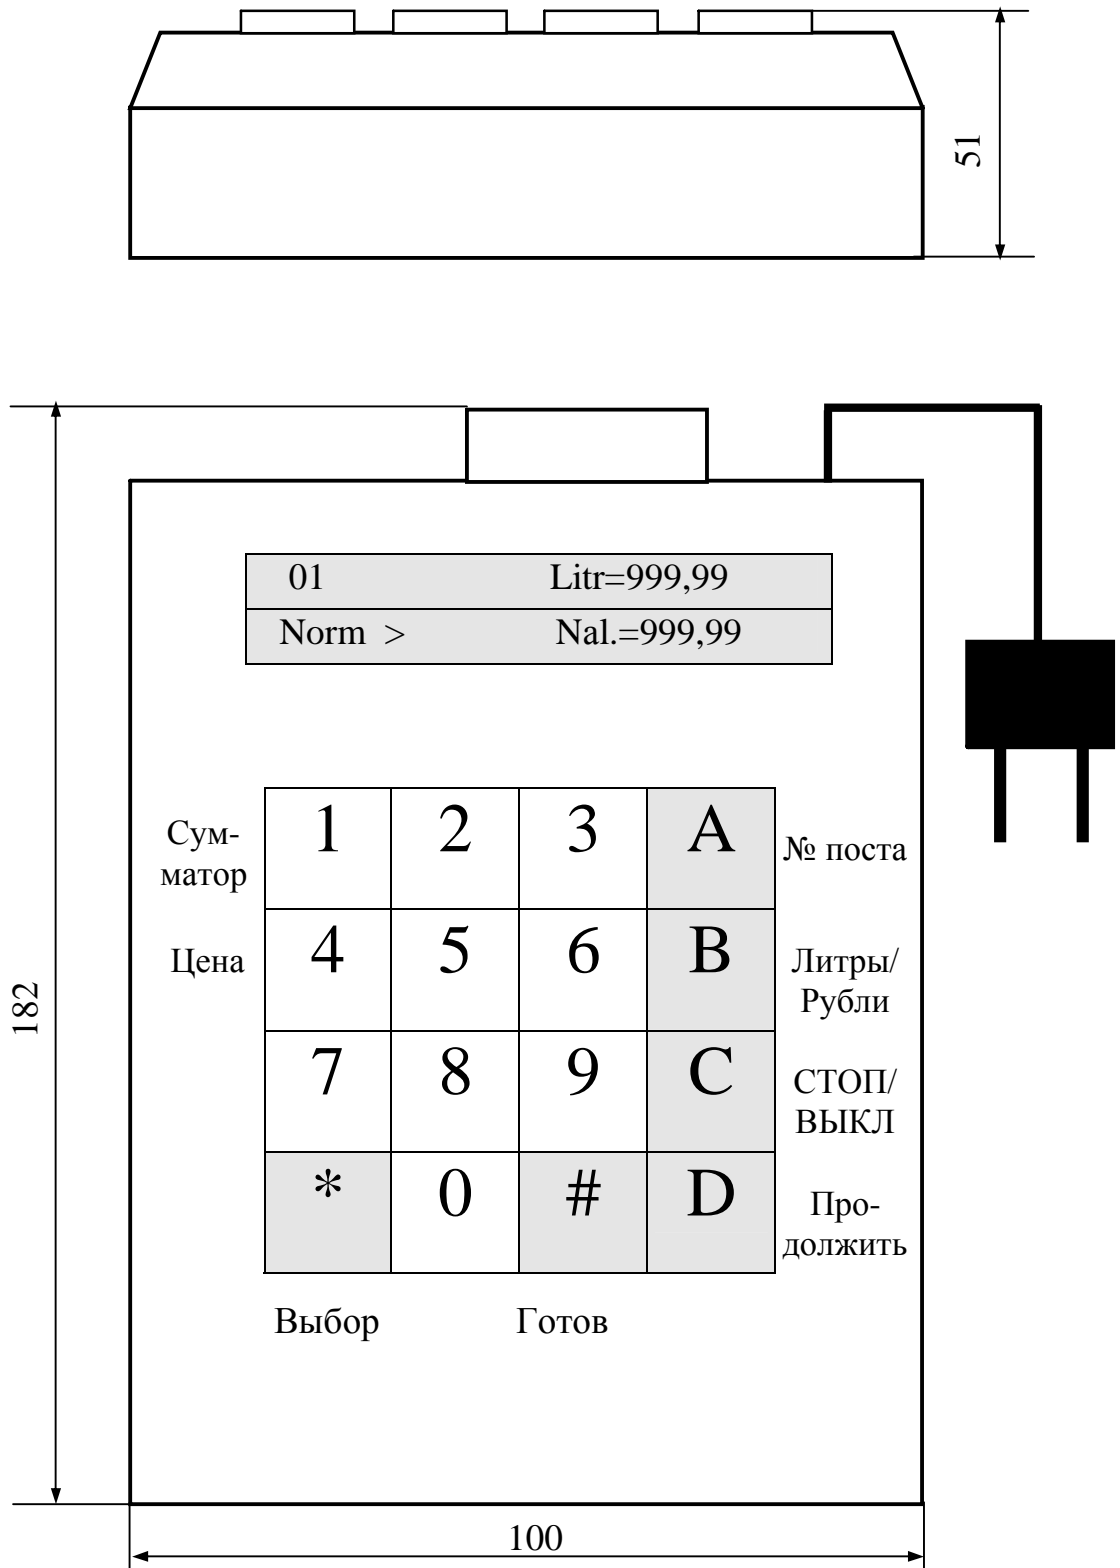 51
01 Litr=999,99
Norm > Nal.=999,99
Сум-
матор
1 2 3 A
№ поста
Цена
4 5 6 B
Литры/
Рубли
182
7 8 9 C
СТОП/
ВЫКЛ
* 0 # D
Про-
должить
Выбор Готов
100